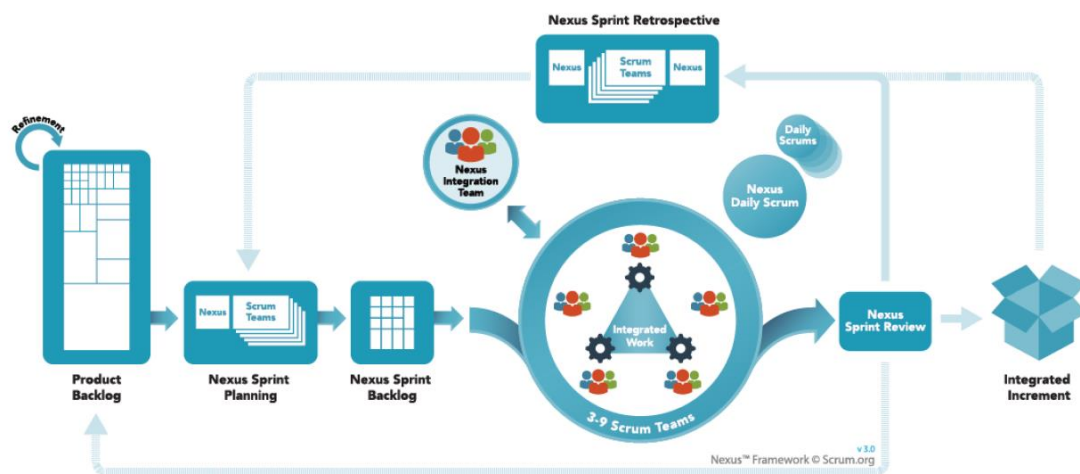 Nexus Sprint Retrospective
Nexus
Scrum
Teams
Nexus
Refinement
Nexus
Integration
Team
Daily
Scrums
Nexus
Daily Scrum
Nexus
Scrum
Teams
Integrated
Work
Nexus
Sprint Review
Product
Backlog
Nexus Sprint
Planning
Nexus Sprint
Backlog
3-9 Scrum Teams
Integrated
Increment
v 3.0
Nexus™ Framework © Scrum.org